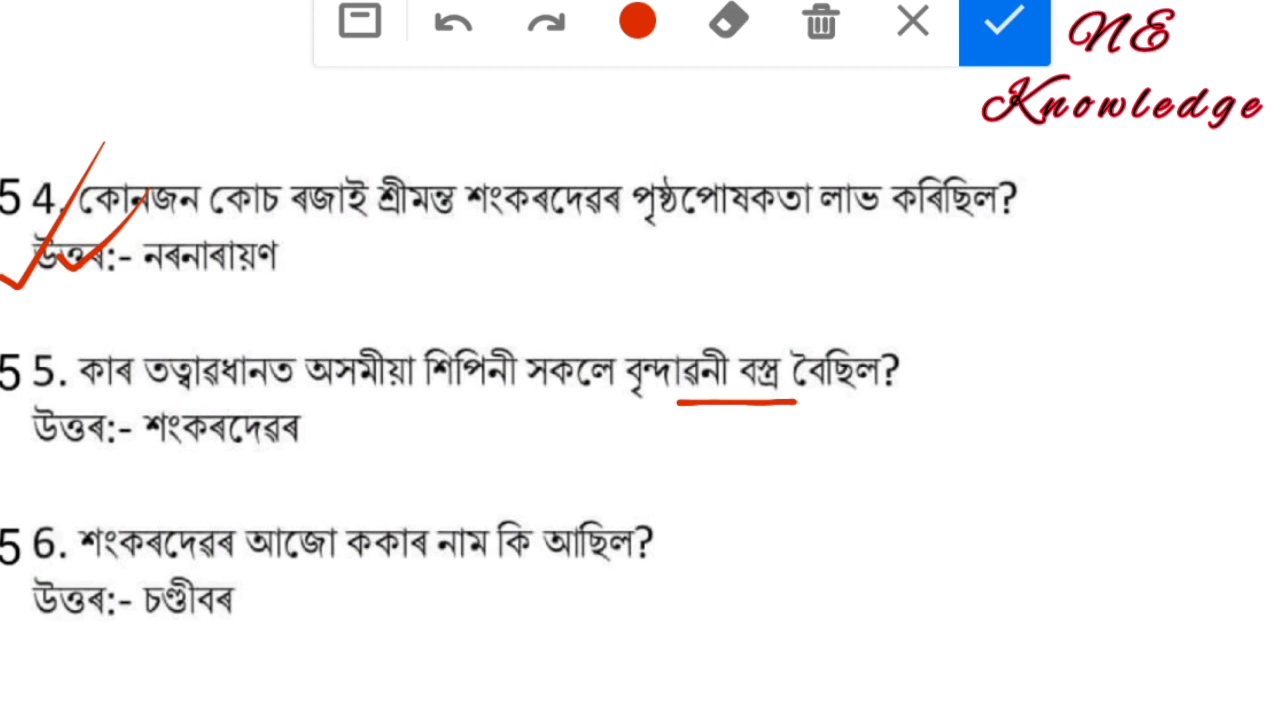 NE
Knowledge
54. কোনজন কোচ ৰজাই শ্ৰীমন্ত শংকৰদেৱৰ পৃষ্ঠপোষকতা লাভ কৰিছিল?
উত্তৰ:- নৰনাৰায়ণ
55. কাৰ তত্বাৱধানত অসমীয়া শিপিনী সকলে বৃন্দাৱনী বস্ত্ৰ বৈছিল?
উত্তৰ:- শংকৰদেৱৰ
56. শংকৰদেৱৰ আজো ককাৰ নাম কি আছিল?
উত্তৰ:- চণ্ডীবৰ